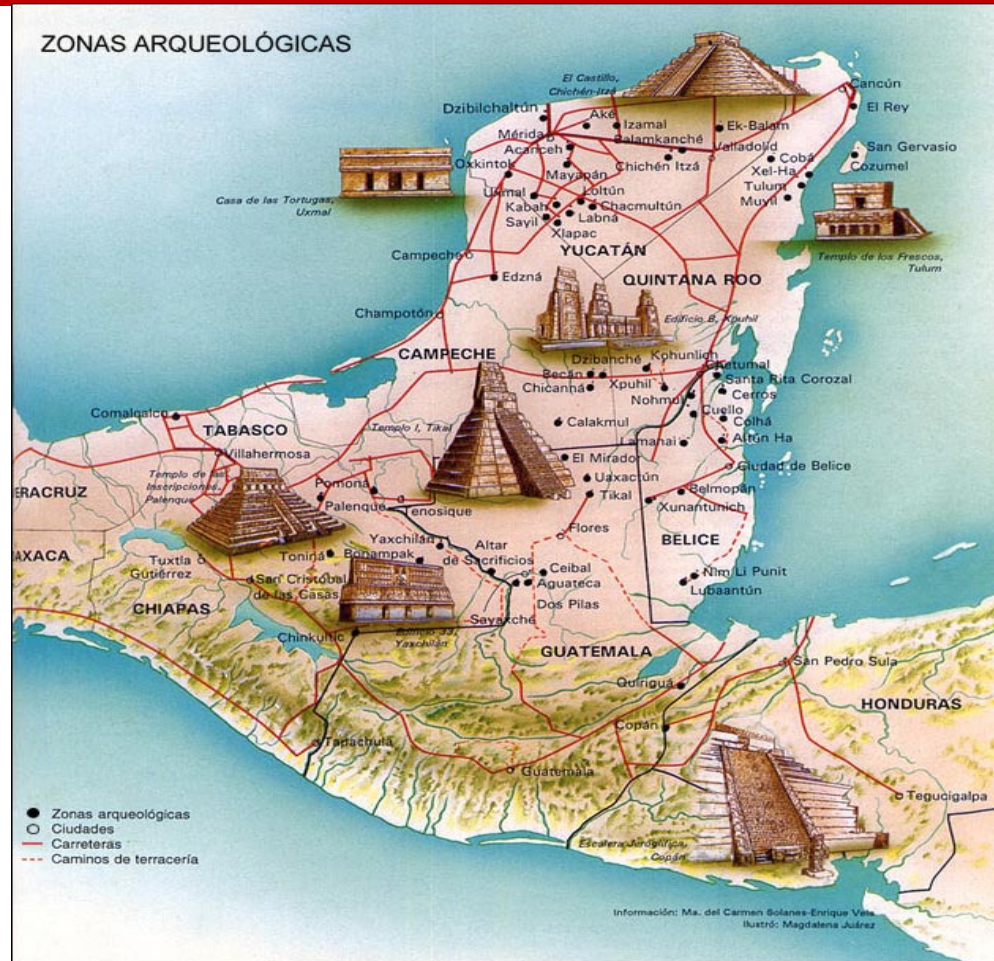 ZONAS ARQUEOLÓGICAS
El Castillo,
Chichén-Itzá
Cancún
El Rey
Dzibilchaltún
Aké
Izamal
Ek-Balam
Mérida
Balamkanché
Valladolid
Acanceh
San Gervasio
Cozumel
Oxkintok
Mayapán
Chichén Itzá
Cobá
Xel-Ha
Tulum
Muyil
Casa de las Tortugas,
Uxmal
Uxmal
Loltún
Kabah
Chacmultún
Sayil
Labná
Xlapac
Templo de los Frescos,
Tulum
YUCATÁN
Campeche
Edzná
QUINTANA ROO
Champotón
Edificio B, Xpuhil
CAMPECHE
Dzibanché
Kohunlich
Chetumal
Becán
Xpuhil
Santa Rita Corozal
Chicanná
Nohmul
Cerros
Comalcalco
Cuello
Colhá
TABASCO
Templo I, Tikal
Calakmul
Lamanai
Altún Ha
Villahermosa
El Mirador
Ciudad de Belice
Templo de las
Inscripciones,
Palenque
Uaxactún
ERACRUZ
Pomoná
Tikal
Belmopán
Palenque
Tenosique
Xunantunich
AXACA
Flores
BELICE
Yaxchilán
Altar
de Sacrificios
Tuxtla
Gutiérrez
Toniná
Bonampak
Ceibal
Nim Li Punit
San Cristóbal
de las Casas
Aguateca
Lubaantún
CHIAPAS
Dos Pilas
Sayaxché
Chinkultic
Edificio 33,
Yaxchilán
GUATEMALA
San Pedro Sula
Quiriguá
HONDURAS
Copán
Tapachula
Guatemala
Tegucigalpa
Zonas arqueológicas
Ciudades
Carreteras
Caminos de terracería
Escalera Jeroglífica,
Copán
Información: Ma. del Carmen Solanes-Enrique Vela
Ilustró: Magdalena Juárez